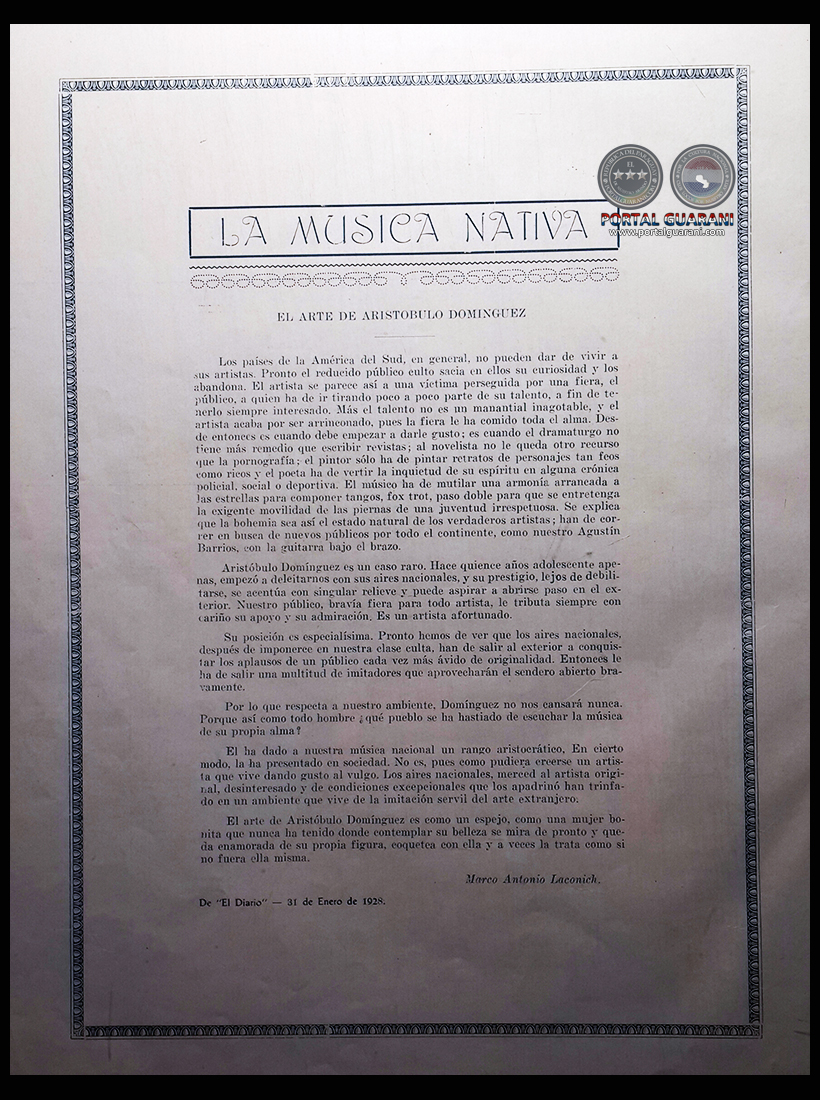 EL
PORTAL GUARANI
www.portalguarani.com
LA MUSICA NATIVA
EL ARTE DE ARISTOBULO DOMINGUEZ
Los países de la América del Sud, en general, no pueden dar de vivir a
sus artistas. Pronto el reducido público culto sacia en ellos su curiosidad y los
abandona. El artista se parece así a una víctima perseguida por una fiera, el
público, a quien ha de ir tirando poco a poco parte de su talento, a fin de te-
nerlo siempre interesado. Más el talento no es un manantial inagotable, y el
artista acaba por ser arrinconado, pues la fiera le ha comido toda el alma. Des-
de entonces es cuando debe empezar a darle gusto; es cuando el dramaturgo no
tiene más remedio que escribir revistas; al novelista no le queda otro recurso
que la pornografía; el pintor sólo ha de pintar retratos de personajes tan feos
como ricos y el poeta ha de vertir la inquietud de su espíritu en alguna crónica
policial, social o deportiva. El músico ha de mutilar una armonía arrancada a
las estrellas para componer tangos, fox trot, paso doble para que se entretenga
la exigente movilidad de las piernas de una juventud irrespetuosa. Se explica
que la bohemia sea así el estado natural de los verdaderos artistas; han de cor-
rer en busca de nuevos públicos por todo el continente, como nuestro Agustín
Barrios, con la guitarra bajo el brazo.
Aristóbulo Domínguez es un caso raro. Hace quience años adolescente ape-
nas, empezó a deleitarnos con sus aires nacionales, y su prestigio, lejos de debili-
tarse, se acentúa con singular relieve y puede aspirar a abrirse paso en el ex-
terior. Nuestro público, bravía fiera para todo artista, le tributa siempre con
cariño su apoyo y su admiración. Es un artista afortunado.
Su posición es especialísima. Pronto hemos de ver que los aires nacionales,
después de imponerce en nuestra clase culta, han de salir al exterior a conquis-
tar los aplausos de un público cada vez más ávido de originalidad. Entonces le
ha de salir una multitud de imitadores que aprovecharán el sendero abierto bra-
vamente.
Por lo que respecta a nuestro ambiente, Domínguez no nos cansará nunca.
Porque así como todo hombre ¿qué pueblo se ha hastiado de escuchar la música
de su propia alma?
El ha dado a nuestra música nacional un rango aristocrático, En cierto
modo, la ha presentado en sociedad. No es, pues como pudiera creerse un artis-
ta que vive dando gusto al vulgo. Los aires nacionales, merced al artista origi-
nal, desinteresado y de condiciones excepcionales que los apadrinó han trinfa-
do en un ambiente que vive de la imitación servil del arte extranjero.
El arte de Aristóbulo Domínguez es como un espejo, como una mujer bo-
nita que nunca ha tenido donde contemplar su belleza se mira de pronto y que-
da enamorada de su propia figura, coquetea con ella y a veces la trata como si
no fuera ella misma.
Marco Antonio Laconich.
De "El Diario" — 31 de Enero de 1928.